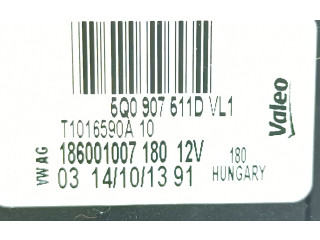 5Q0 907 511D VL1
T1016590A 10
186001007 180 12V
03 14/10/13 91
180
HUNGARY
VW AG
Valeo